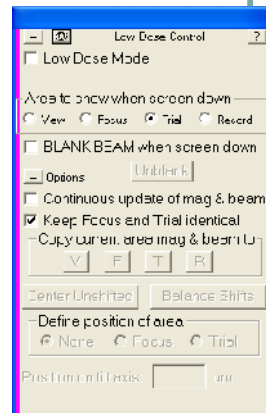 Low Dose Control ?
Low Dose Mode
Area to show when screen down
View Focus Trial Record
BLANK BEAM when screen down
Options Unblank
Continuous update of mag & beam
Keep Focus and Trial identical
Copy current area mag & beam to
V F T R
Center Unshifted Balance Shifts
Define position of area
None Focus Trial
Position on tilt axis um